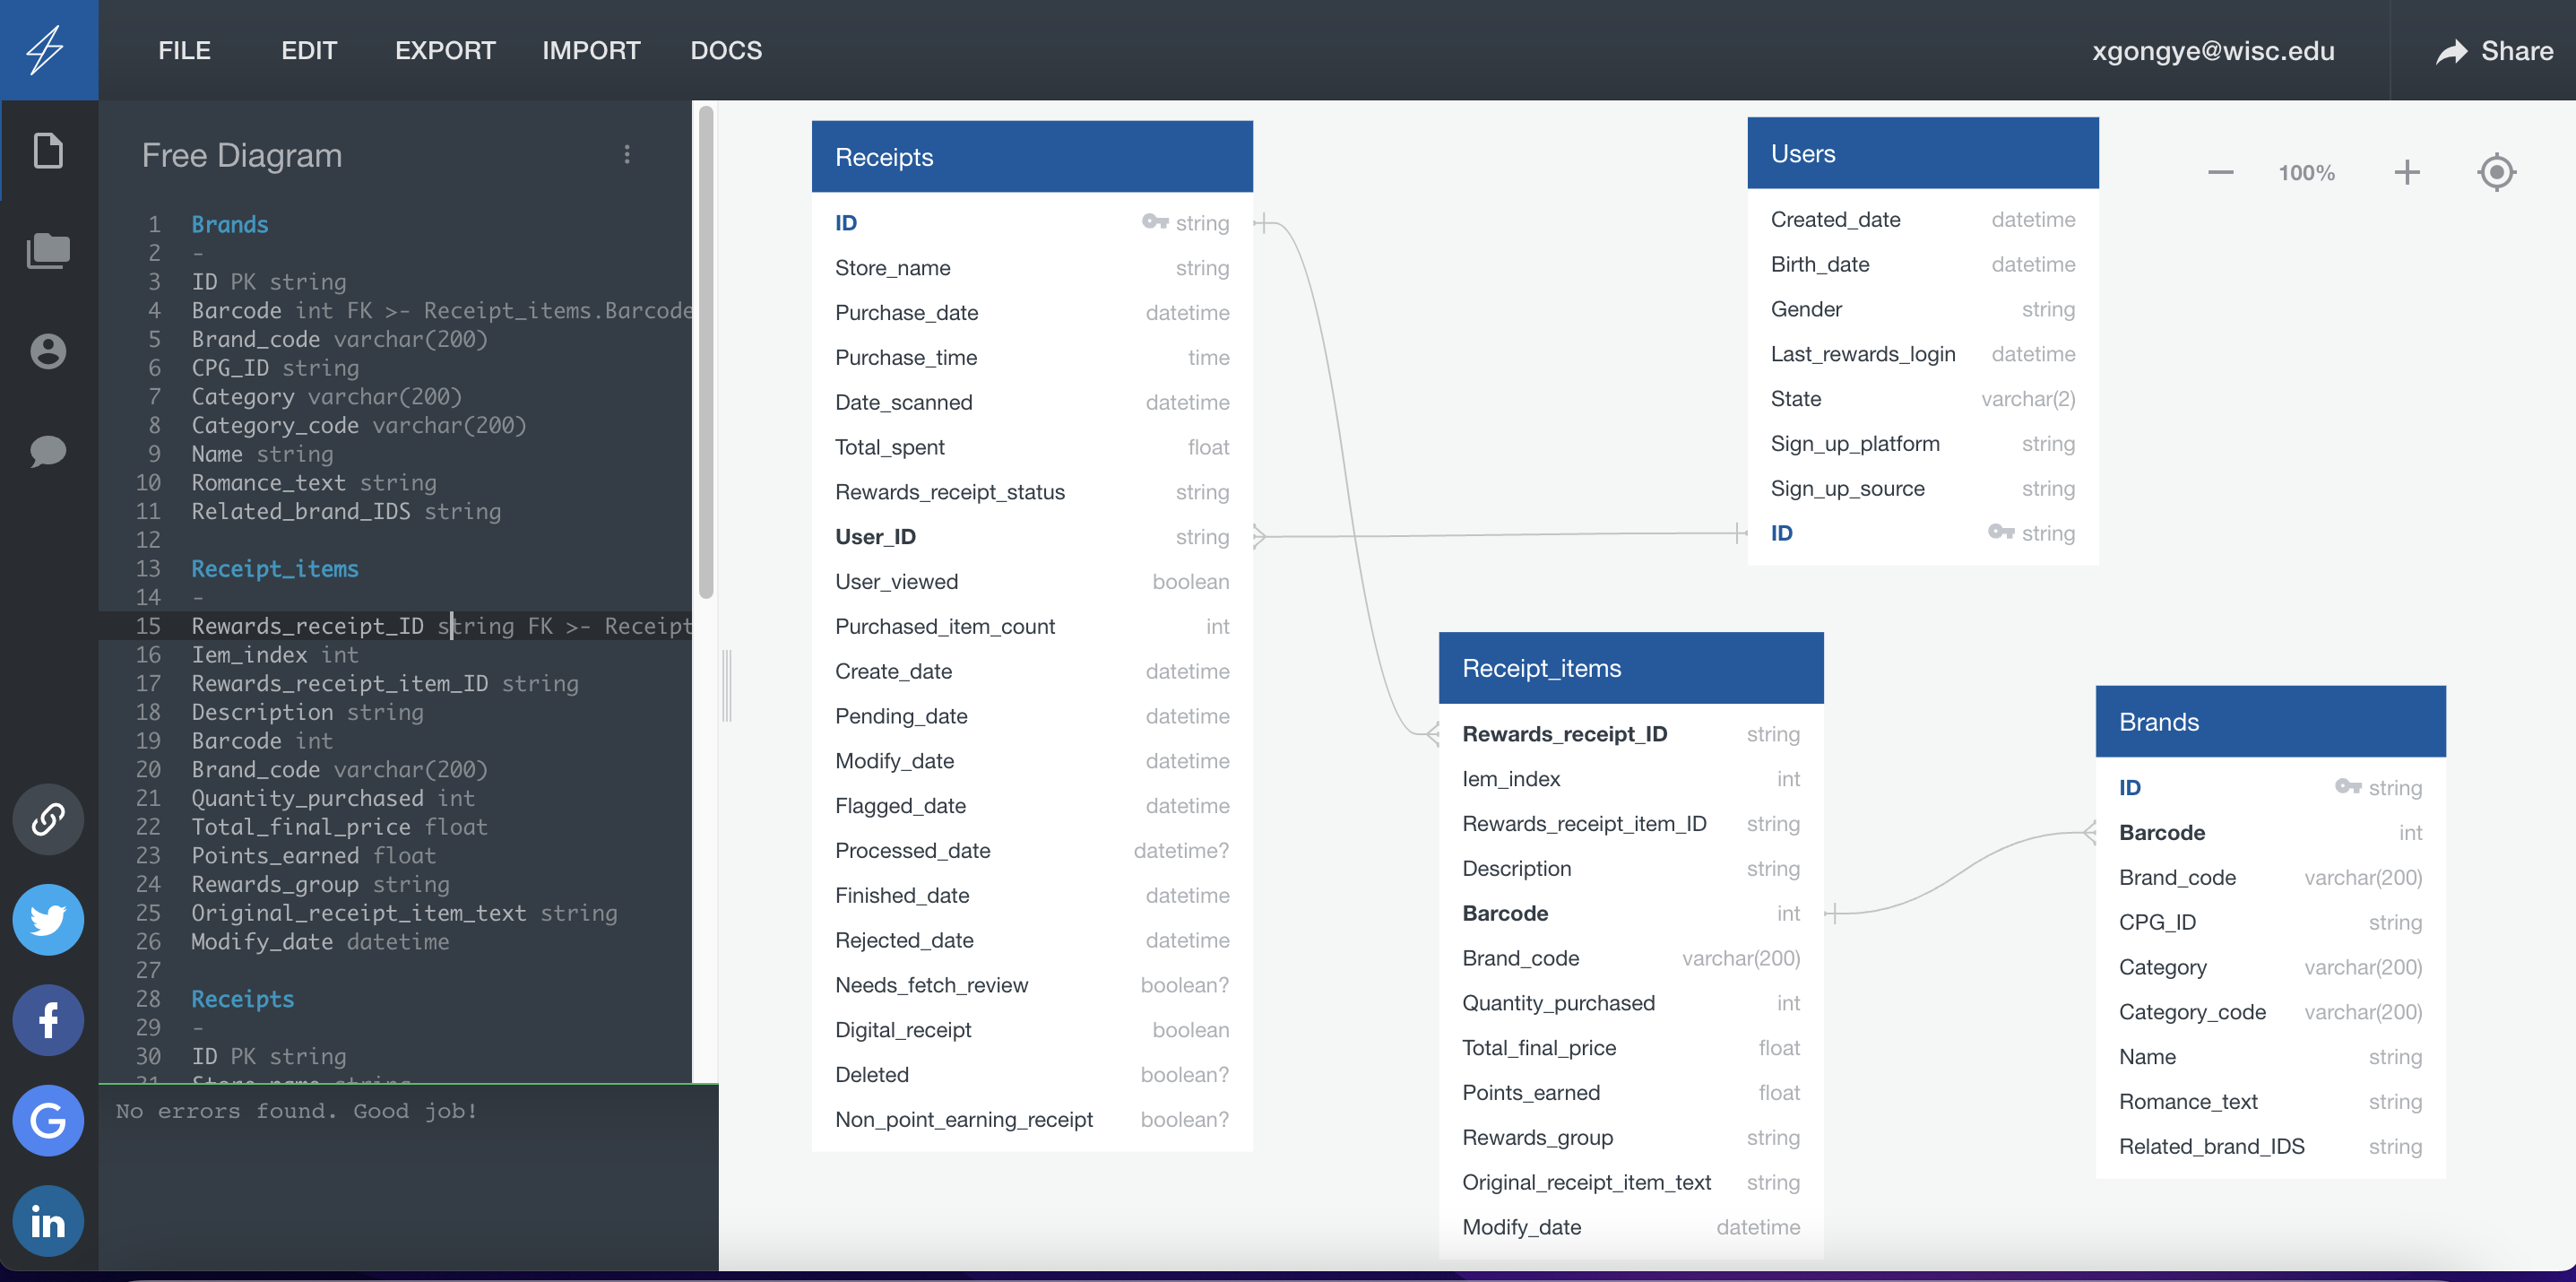 FILE EDIT EXPORT IMPORT DOCS xgongye@wisc.edu Share
Free Diagram
1 Brands
2 -
3 ID PK string
4 Barcode int FK >- Receipt_items.Barcode
5 Brand_code varchar(200)
6 CPG_ID string
7 Category varchar(200)
8 Category_code varchar(200)
9 Name string
10 Romance_text string
11 Related_brand_IDS string
12
13 Receipt_items
14 -
15 Rewards_receipt_ID string FK >- Receipt
16 Iem_index int
17 Rewards_receipt_item_ID string
18 Description string
19 Barcode int
20 Brand_code varchar(200)
21 Quantity_purchased int
22 Total_final_price float
23 Points_earned float
24 Rewards_group string
25 Original_receipt_item_text string
26 Modify_date datetime
27
28 Receipts
29 -
30 ID PK string
31 Store_name string
No errors found. Good job!
Receipts
ID string
Store_name string
Purchase_date datetime
Purchase_time time
Date_scanned datetime
Total_spent float
Rewards_receipt_status string
User_ID string
User_viewed boolean
Purchased_item_count int
Create_date datetime
Pending_date datetime
Modify_date datetime
Flagged_date datetime
Processed_date datetime?
Finished_date datetime
Rejected_date datetime
Needs_fetch_review boolean?
Digital_receipt boolean
Deleted boolean?
Non_point_earning_receipt boolean?
Users
Created_date datetime
Birth_date datetime
Gender string
Last_rewards_login datetime
State varchar(2)
Sign_up_platform string
Sign_up_source string
ID string
100%
Receipt_items
Rewards_receipt_ID string
Iem_index int
Rewards_receipt_item_ID string
Description string
Barcode int
Brand_code varchar(200)
Quantity_purchased int
Total_final_price float
Points_earned float
Rewards_group string
Original_receipt_item_text string
Modify_date datetime
Brands
ID string
Barcode int
Brand_code varchar(200)
CPG_ID string
Category varchar(200)
Category_code varchar(200)
Name string
Romance_text string
Related_brand_IDS string